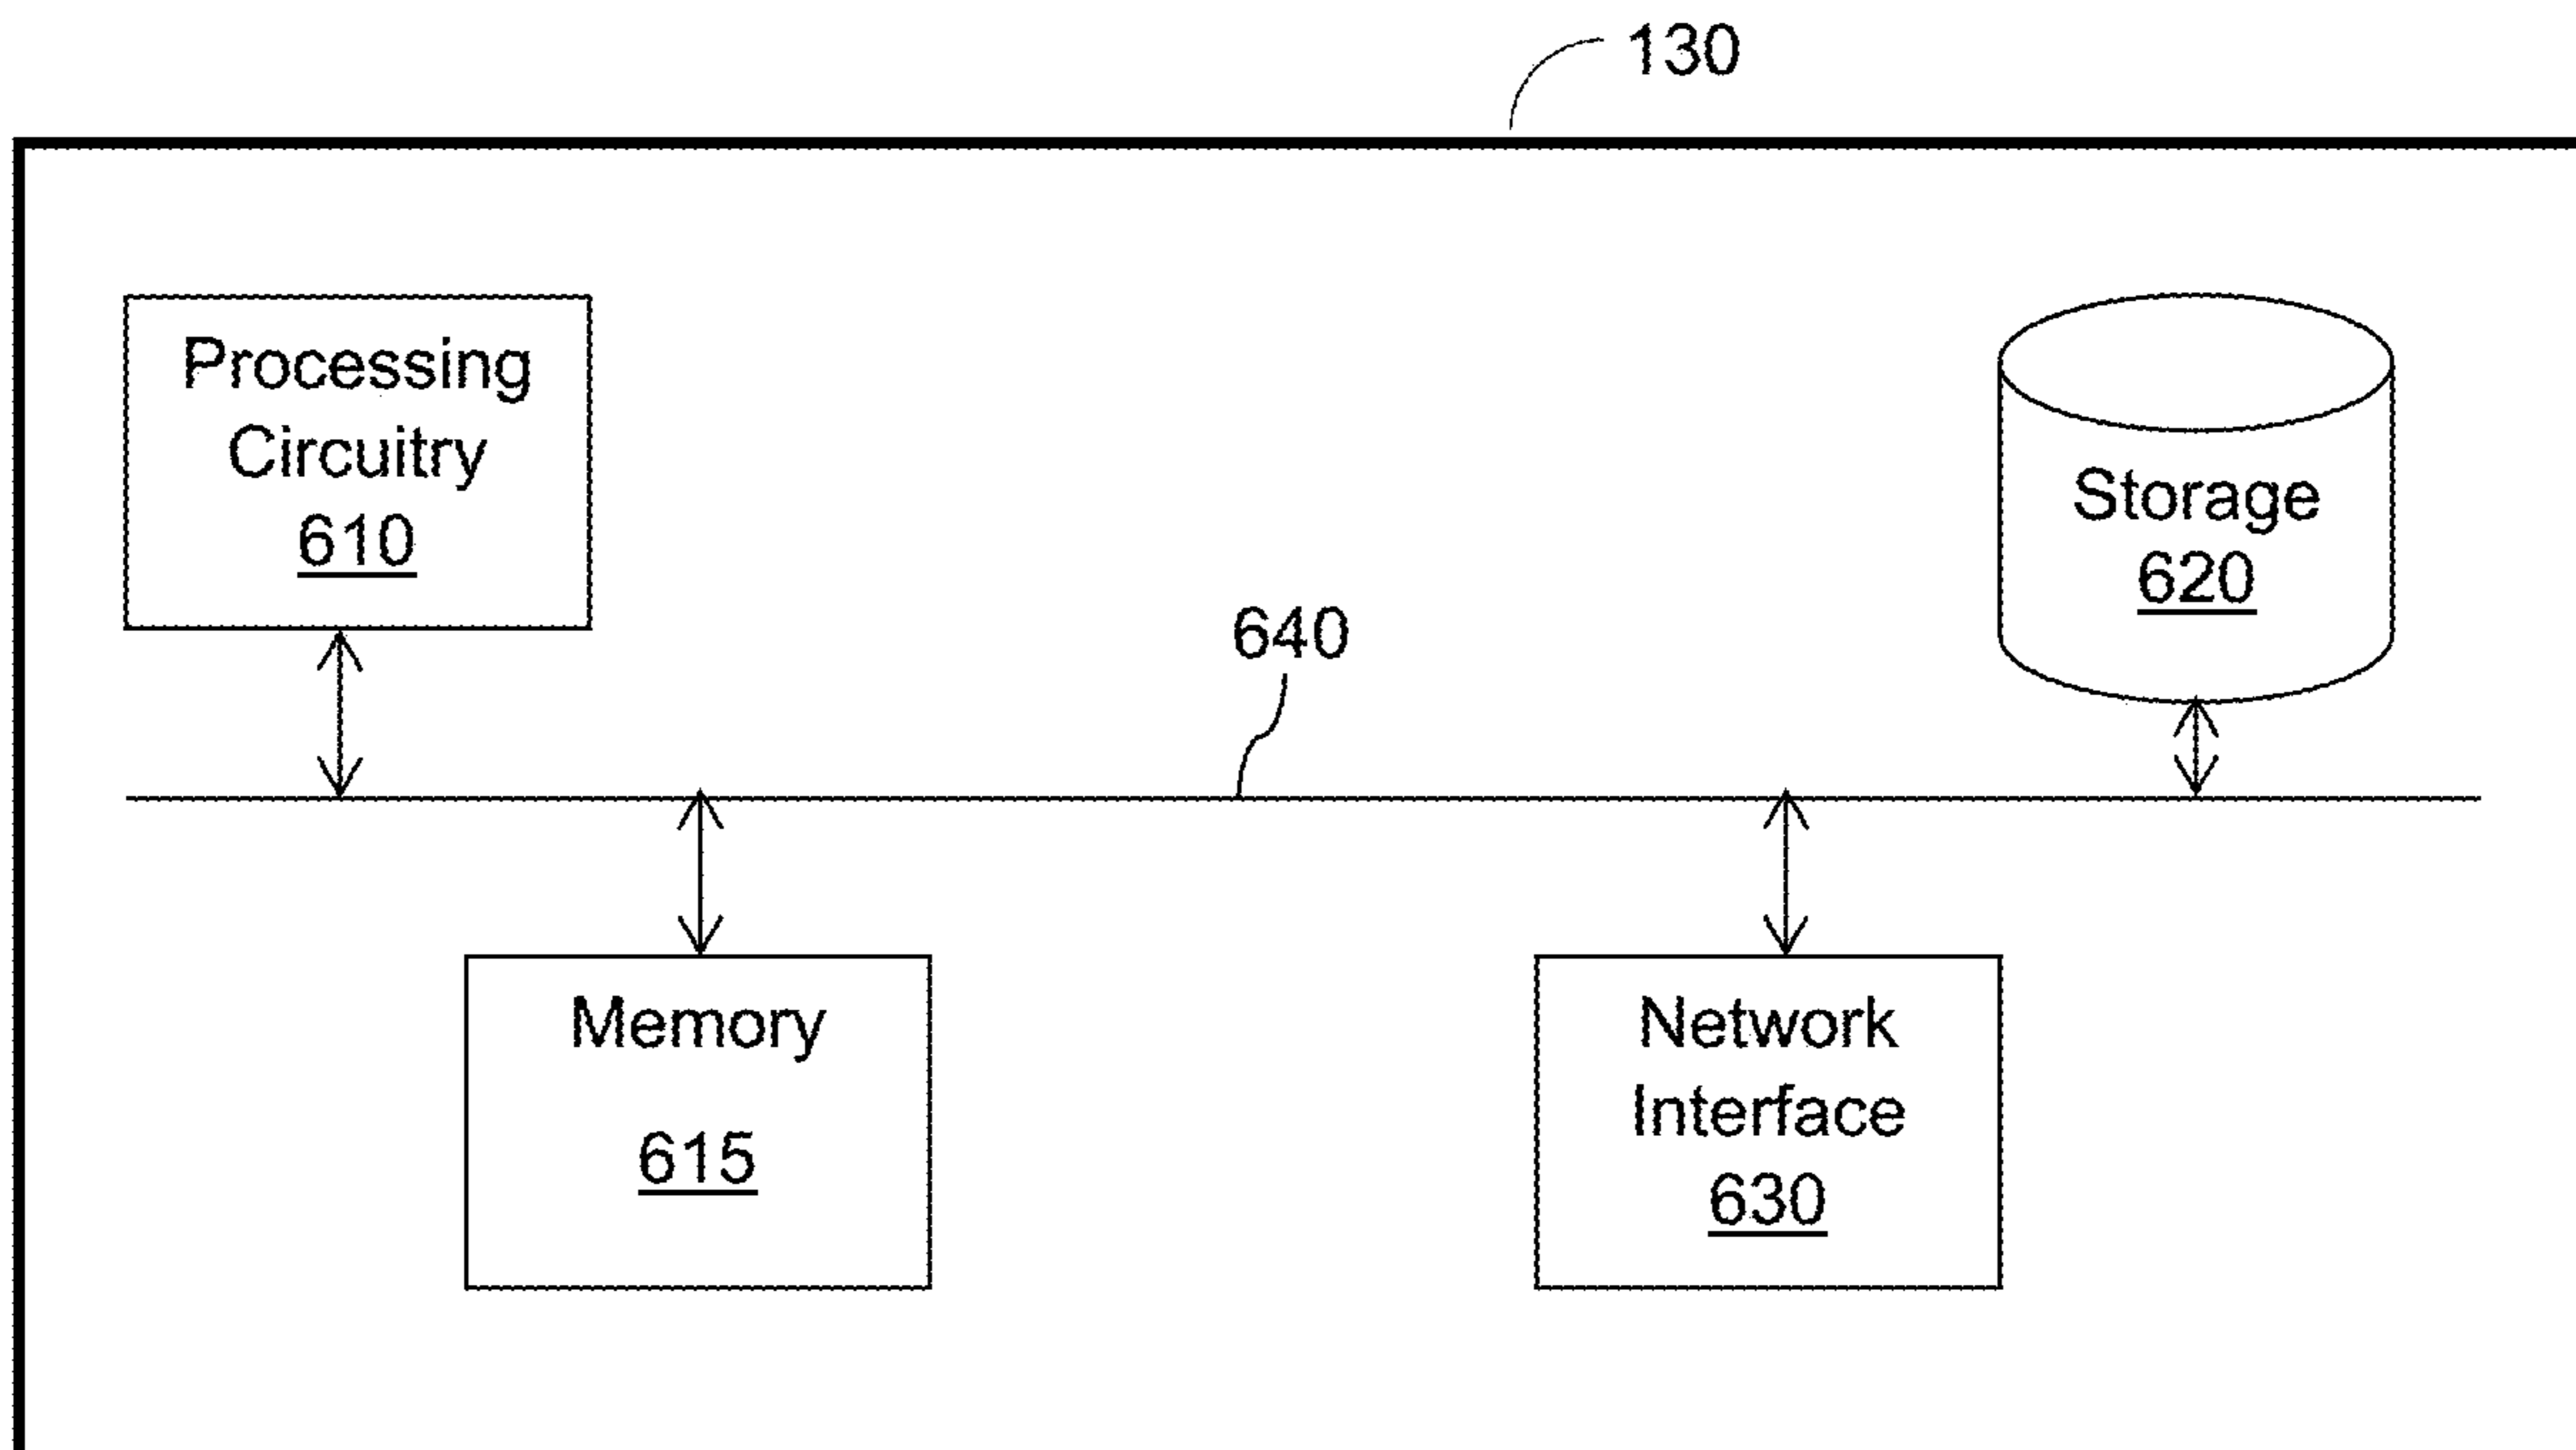 130
Processing
Circuitry
610
Storage
620
640
Memory
615
Network
Interface
630